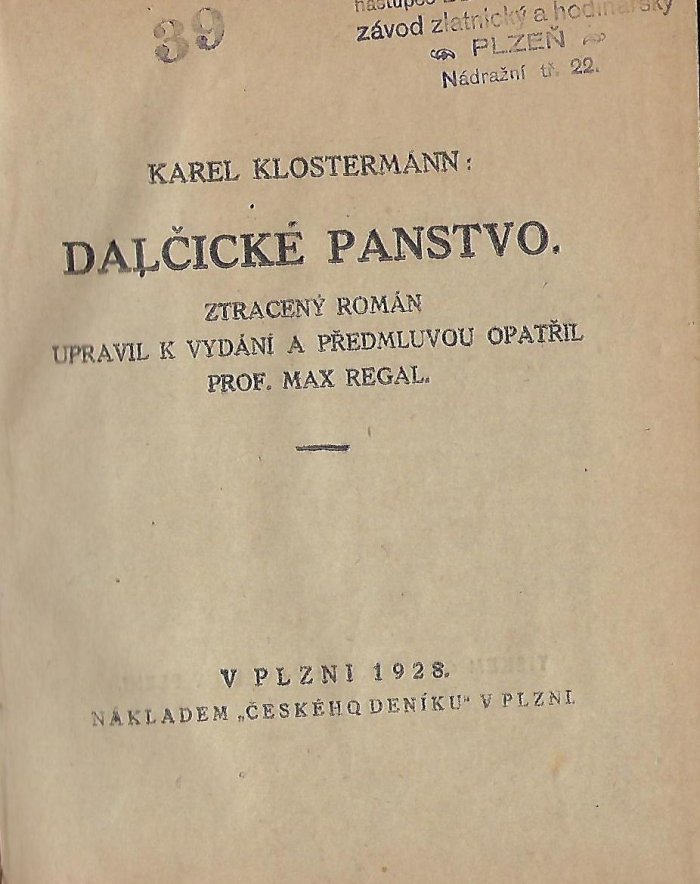 39
nástupce
závod zlatnický a hodinářský
PLZEŇ
Nádražní tř. 22.
KAREL KLOSTERMANN:
DALČICKÉ PANSTVO.
ZTRACENÝ ROMÁN
UPRAVIL K VYDÁNÍ A PŘEDMLUVOU OPATŘIL
PROF. MAX REGAL.
V PLZNI 1928.
NÁKLADEM „ČESKÉHO DENÍKU“ V PLZNI.